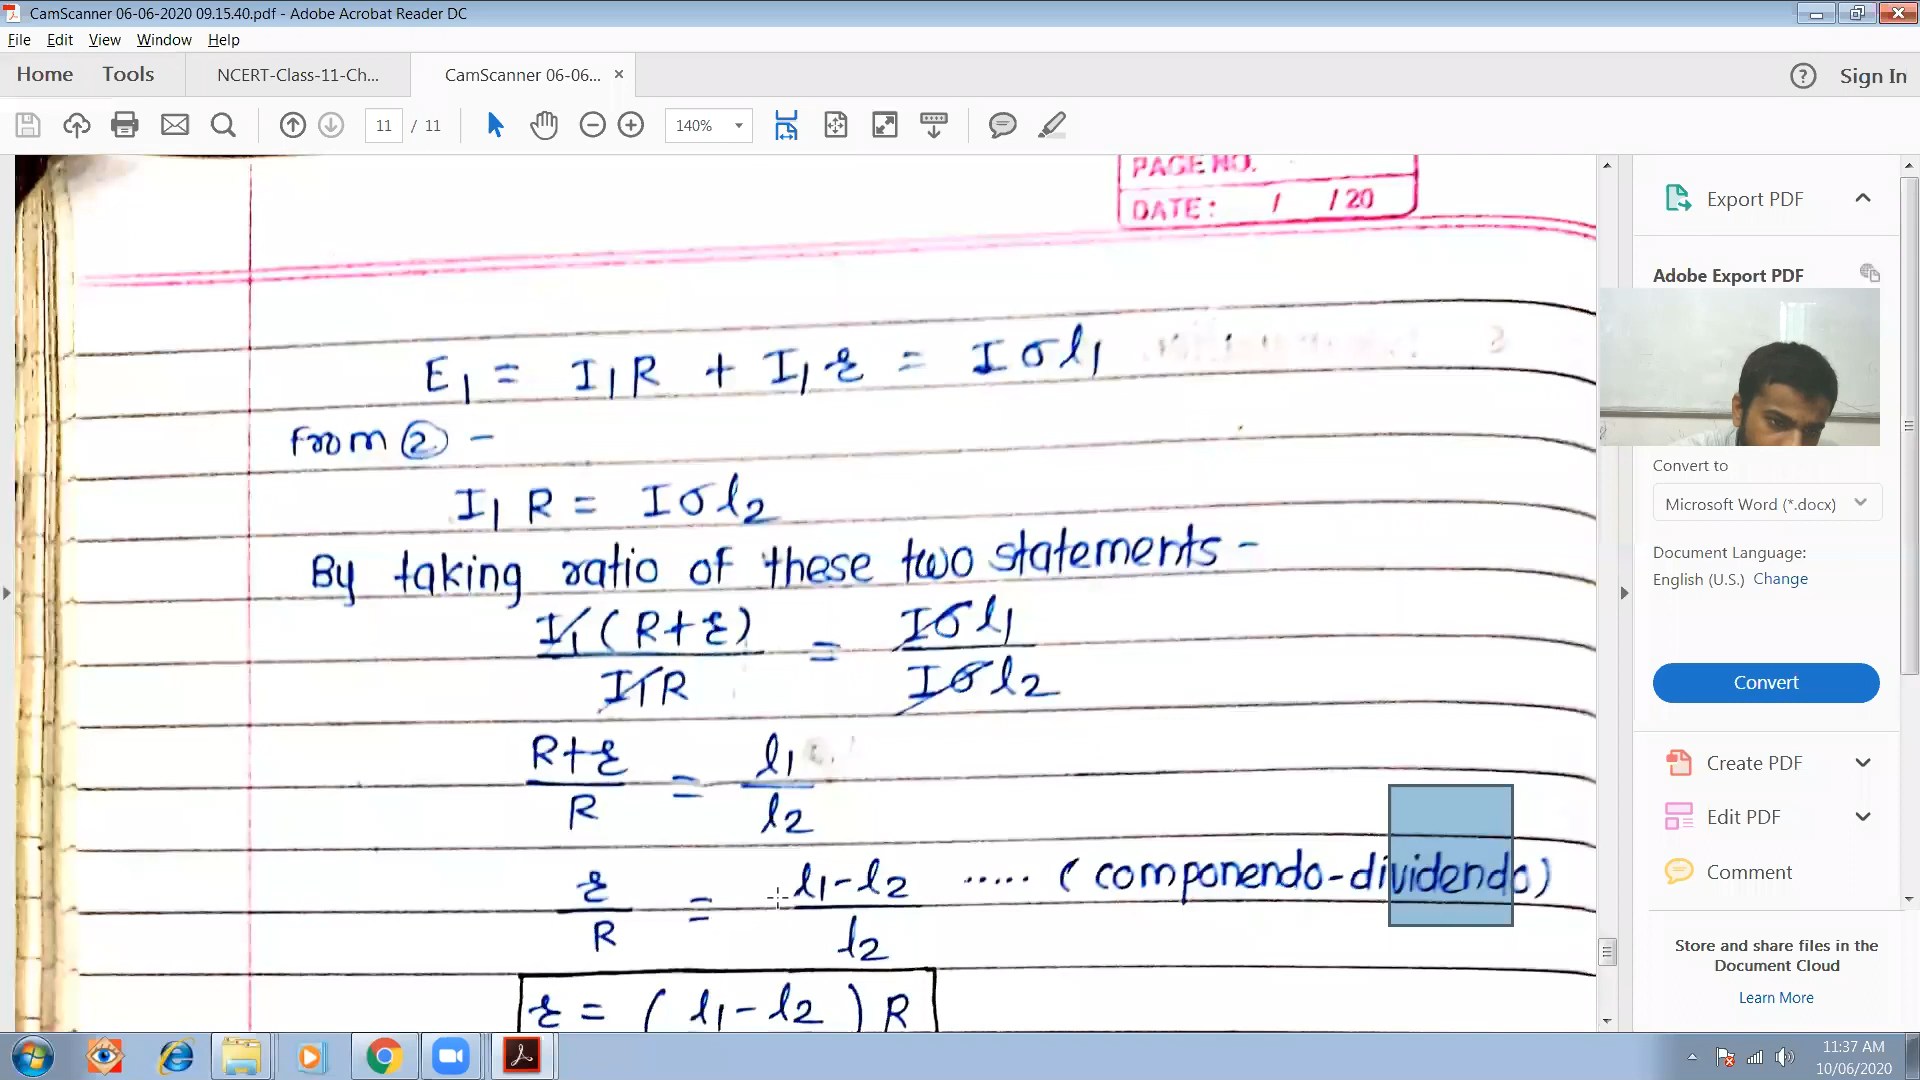 CamScanner 06-06-2020 09.15.40.pdf - Adobe Acrobat Reader DC
File Edit View Window Help
Home Tools NCERT-Class-11-Ch... CamScanner 06-06... × ? Sign In
11 / 11 140%
PAGE NO.
DATE: / /20
E₁ = I₁R + I₁r = Iσl₁
From ② -
I₁ R = Iσl₂
By taking ratio of these two statements -
I₁(R+r) / I₁R = Iσl₁ / Iσl₂
R+r / R = l₁ / l₂
r / R = l₁-l₂ / l₂ ..... (componendo-dividendo)
r = ( l₁-l₂ ) R
Export PDF
Adobe Export PDF
Convert to
Microsoft Word (*.docx)
Document Language:
English (U.S.) Change
Convert
Create PDF
Edit PDF
Comment
Store and share files in the
Document Cloud
Learn More
11:37 AM
10/06/2020